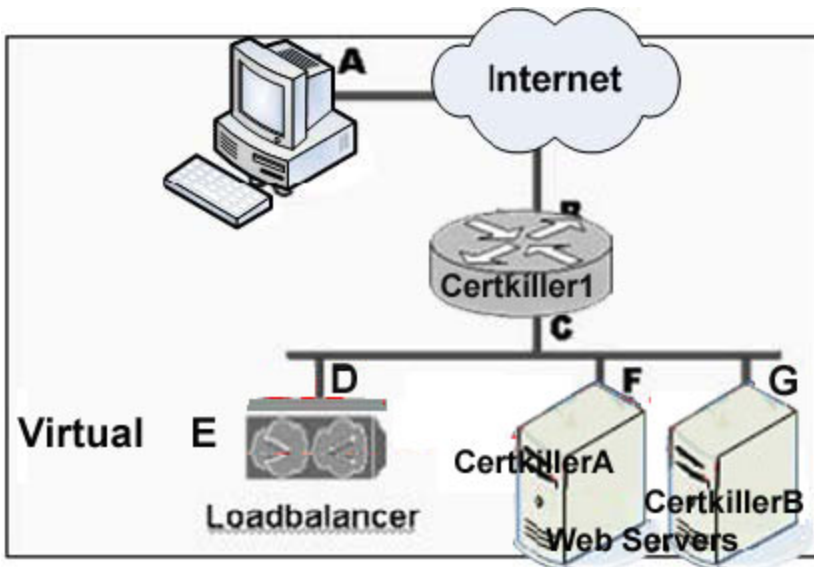 A
Internet
Certkiller1
C
D
F
G
Virtual
E
CertkillerA
CertkillerB
Loadbalancer
Web Servers